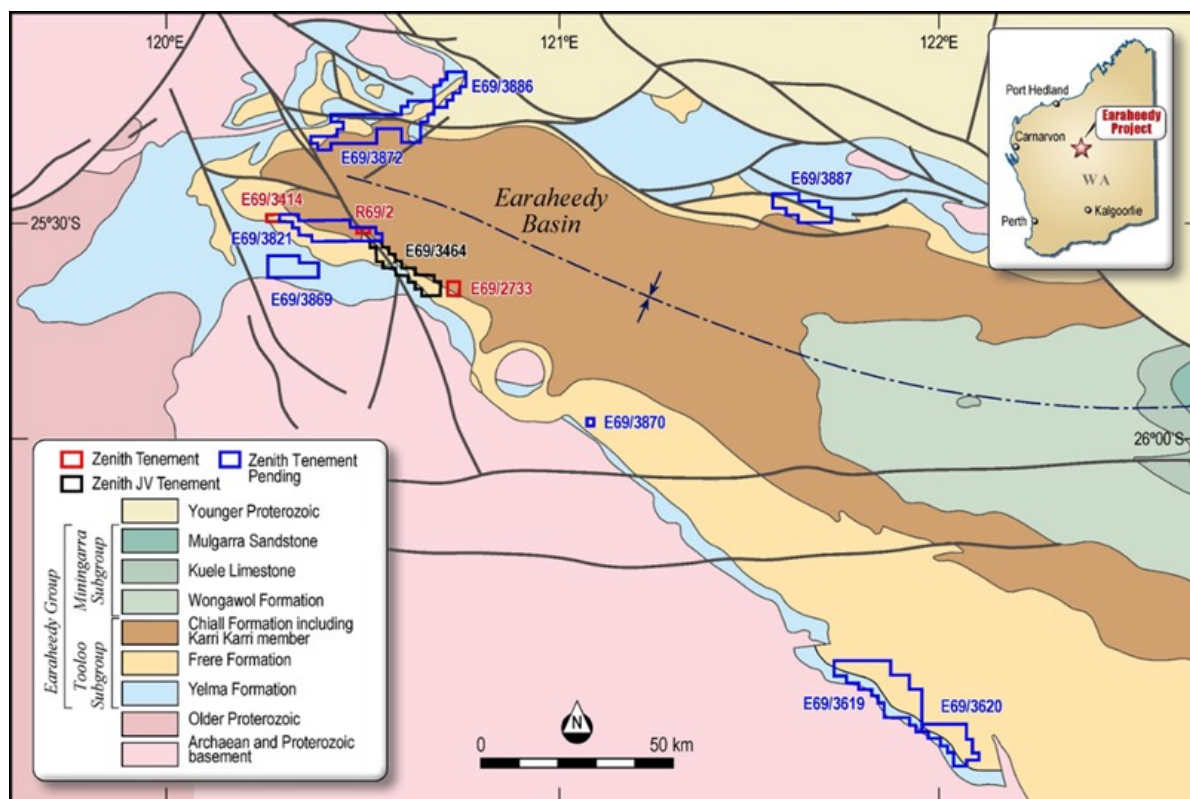 120°E
121°E
122°E
E69/3886
E69/3872
E69/3887
E69/3414
R69/2
25°30'S
E69/3821
E69/3464
E69/3869
E69/2733
Earaheedy
Basin
E69/3870
26°00'S
E69/3619
E69/3620
Port Hedland
Earaheedy
Project
Carnarvon
WA
Kalgoorlie
Perth
Zenith Tenement
Zenith Tenement
Pending
Zenith JV Tenement
Younger Proterozoic
Mulgarra Sandstone
Kuele Limestone
Wongawol Formation
Chiall Formation including
Karri Karri member
Frere Formation
Yelma Formation
Older Proterozoic
Archaean and Proterozoic
basement
Earaheedy Group
Miningarra
Subgroup
Tooloo
Subgroup
N
0
50 km